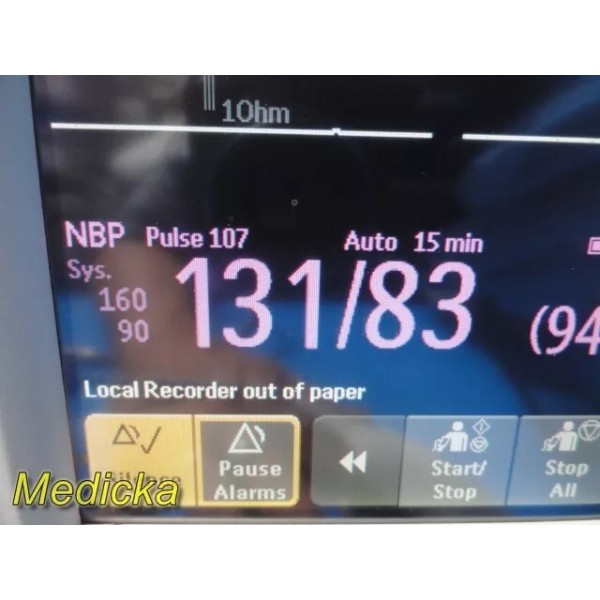 1Ohm
NBP Pulse 107 Auto 15 min
Sys.
160
90
131/83
(94
Local Recorder out of paper
Pause
Alarms
Start/
Stop
Stop
All
Medicka